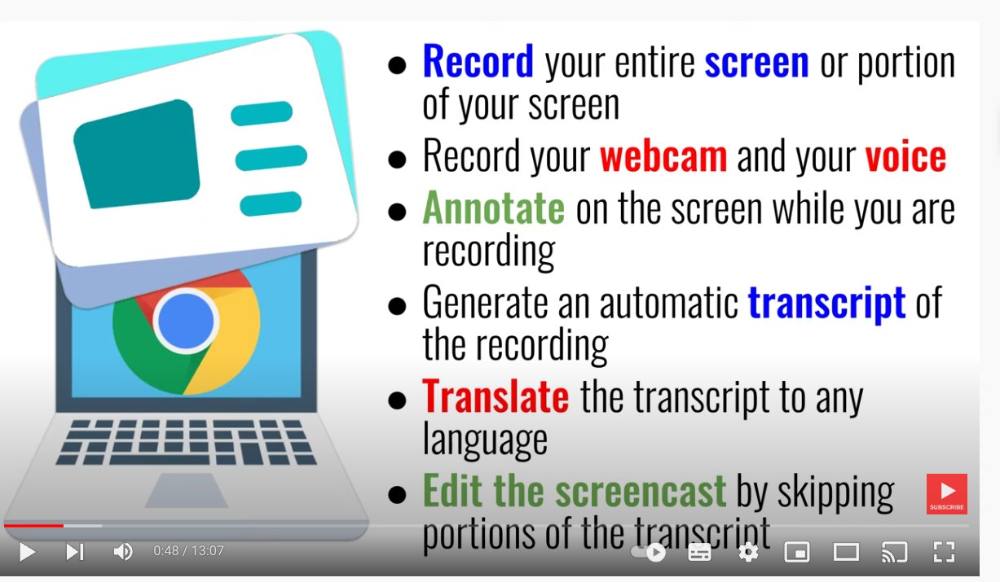 ● Record your entire screen or portion
of your screen
● Record your webcam and your voice
● Annotate on the screen while you are
recording
● Generate an automatic transcript of
the recording
● Translate the transcript to any
language
● Edit the screencast by skipping
portions of the transcript
SUBSCRIBE
0:48 / 13:07